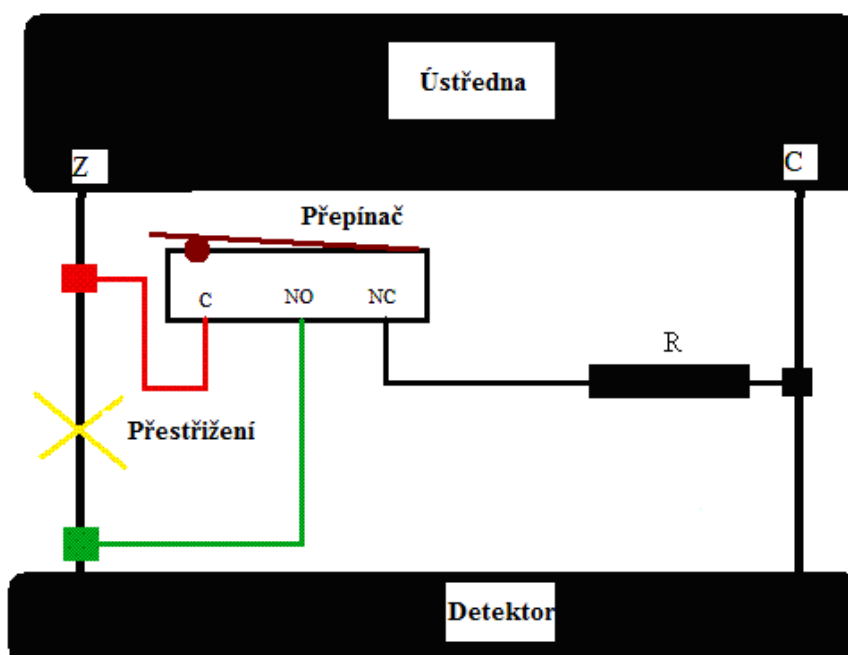 Ústředna
Z
C
Přepínač
C NO NC
R
Přestřižení
Detektor